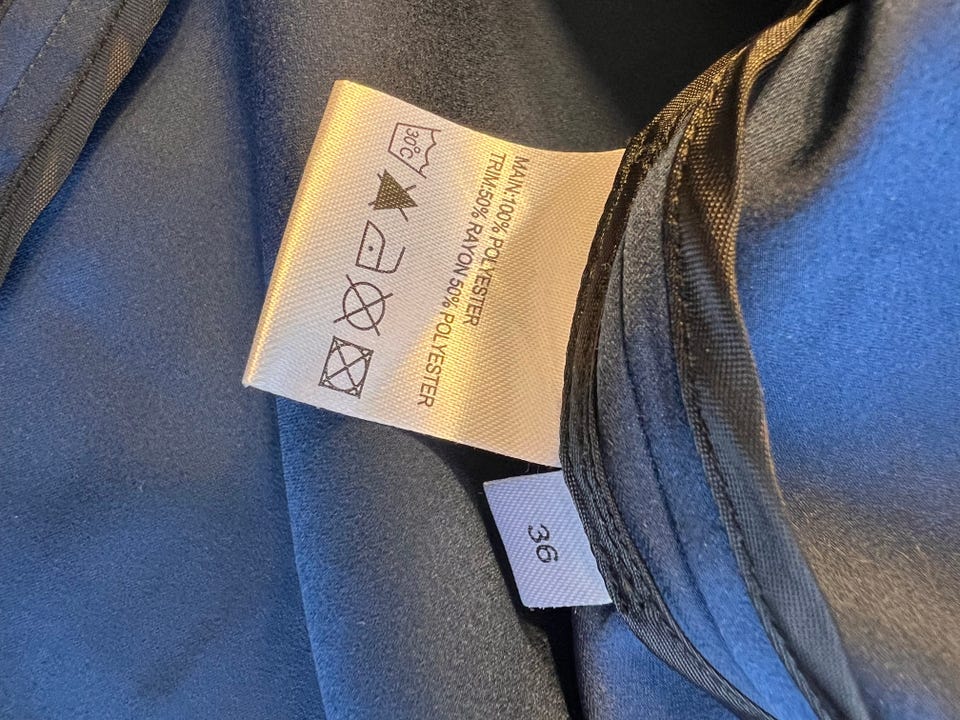 30°C
MAIN:100% POLYESTER
TRIM:50% RAYON 50% POLYESTER
36